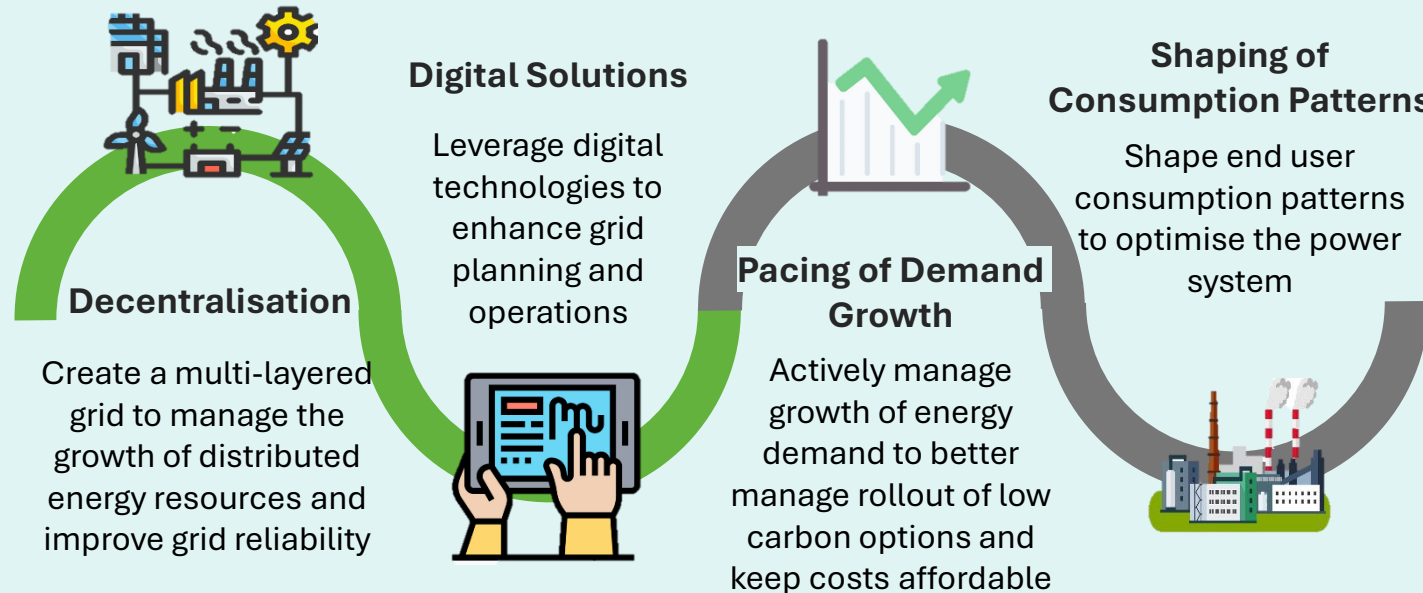 Decentralisation
Create a multi-layered
grid to manage the
growth of distributed
energy resources and
improve grid reliability
Digital Solutions
Leverage digital
technologies to
enhance grid
planning and
operations
Pacing of Demand
Growth
Actively manage
growth of energy
demand to better
manage rollout of low
carbon options and
keep costs affordable
Shaping of
Consumption Patterns
Shape end user
consumption patterns
to optimise the power
system